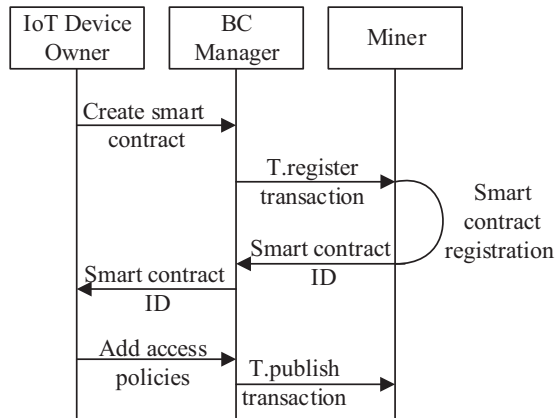 IoT Device
Owner
BC
Manager
Miner
Create smart
contract
T.register
transaction
Smart
contract
registration
Smart contract
ID
Smart contract
ID
Add access
policies
T.publish
transaction